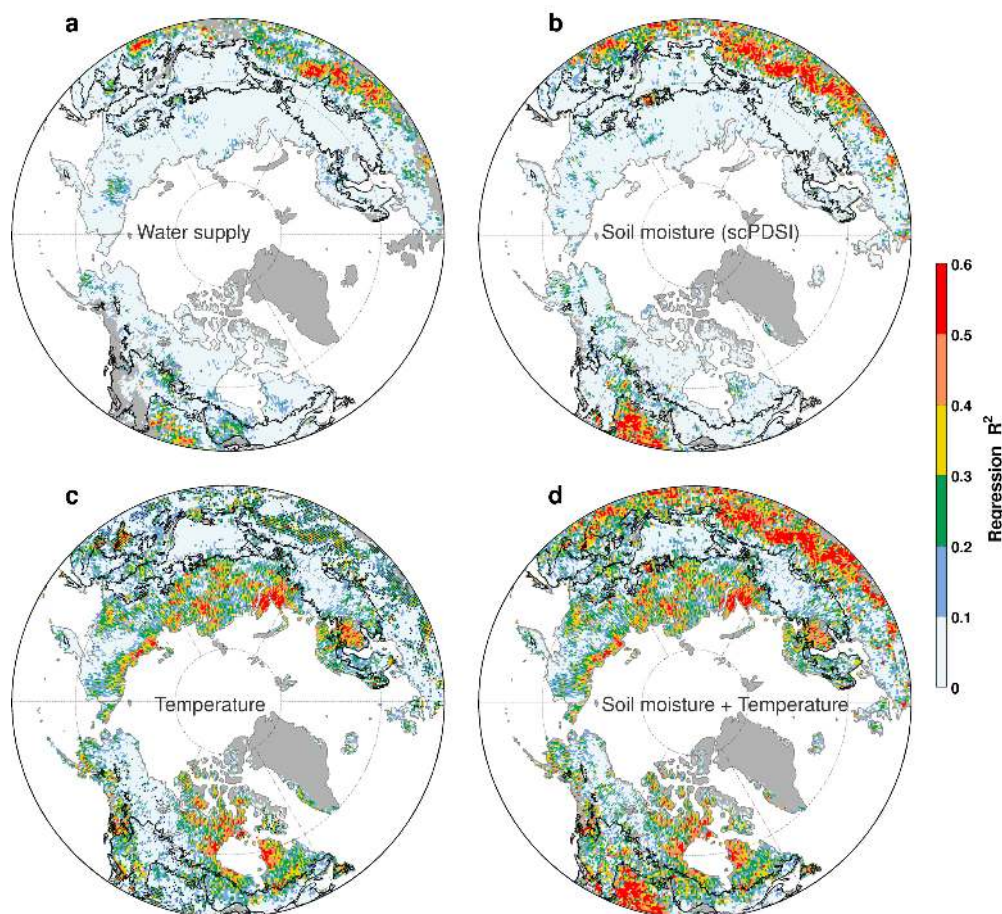 a
b
Water supply
Soil moisture (scPDSI)
c
d
Temperature
Soil moisture + Temperature
0.6
0.5
0.4
0.3
0.2
0.1
0
Regression R²